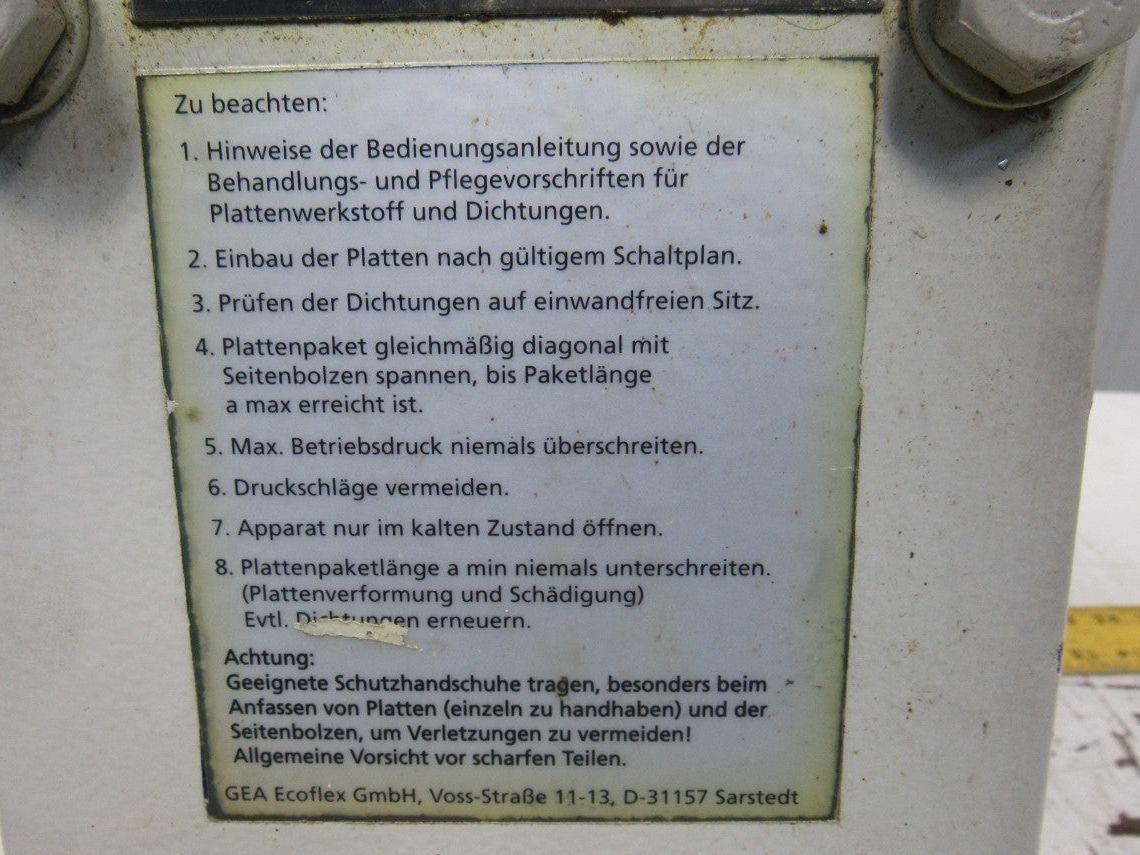 Zu beachten:
1. Hinweise der Bedienungsanleitung sowie der
Behandlungs- und Pflegevorschriften für
Plattenwerkstoff und Dichtungen.
2. Einbau der Platten nach gültigem Schaltplan.
3. Prüfen der Dichtungen auf einwandfreien Sitz.
4. Plattenpaket gleichmäßig diagonal mit
Seitenbolzen spannen, bis Paketlänge
a max erreicht ist.
5. Max. Betriebsdruck niemals überschreiten.
6. Druckschläge vermeiden.
7. Apparat nur im kalten Zustand öffnen.
8. Plattenpaketlänge a min niemals unterschreiten.
(Plattenverformung und Schädigung)
Evtl. Dichtungen erneuern.
Achtung:
Geeignete Schutzhandschuhe tragen, besonders beim
Anfassen von Platten (einzeln zu handhaben) und der
Seitenbolzen, um Verletzungen zu vermeiden!
Allgemeine Vorsicht vor scharfen Teilen.
GEA Ecoflex GmbH, Voss-Straße 11-13, D-31157 Sarstedt